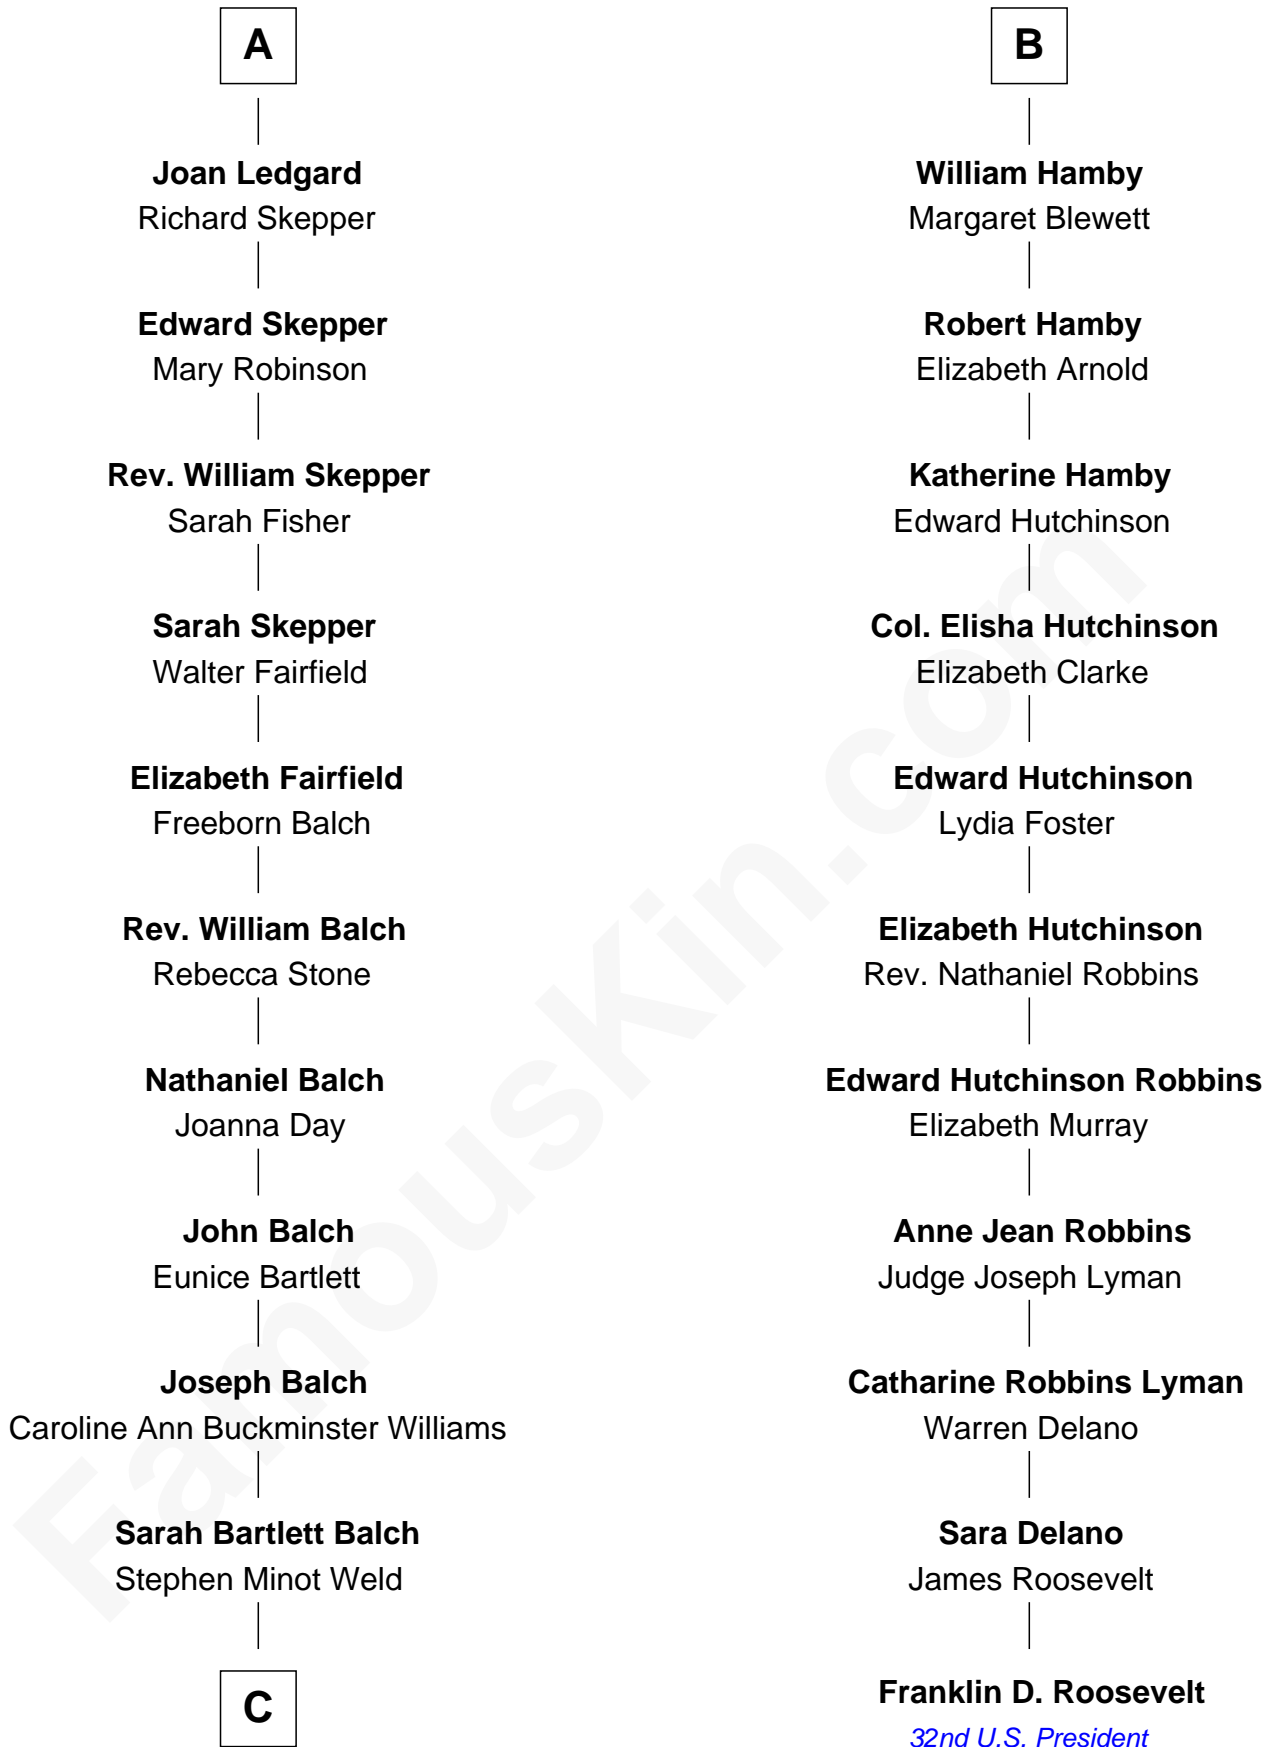 A
Joan Ledgard
Richard Skepper
Edward Skepper
Mary Robinson
Rev. William Skepper
Sarah Fisher
Sarah Skepper
Walter Fairfield
Elizabeth Fairfield
Freeborn Balch
Rev. William Balch
Rebecca Stone
Nathaniel Balch
Joanna Day
John Balch
Eunice Bartlett
Joseph Balch
Caroline Ann Buckminster Williams
Sarah Bartlett Balch
Stephen Minot Weld
C
B
William Hamby
Margaret Blewett
Robert Hamby
Elizabeth Arnold
Katherine Hamby
Edward Hutchinson
Col. Elisha Hutchinson
Elizabeth Clarke
Edward Hutchinson
Lydia Foster
Elizabeth Hutchinson
Rev. Nathaniel Robbins
Edward Hutchinson Robbins
Elizabeth Murray
Anne Jean Robbins
Judge Joseph Lyman
Catharine Robbins Lyman
Warren Delano
Sara Delano
James Roosevelt
Franklin D. Roosevelt
32nd U.S. President
FamousKin.com